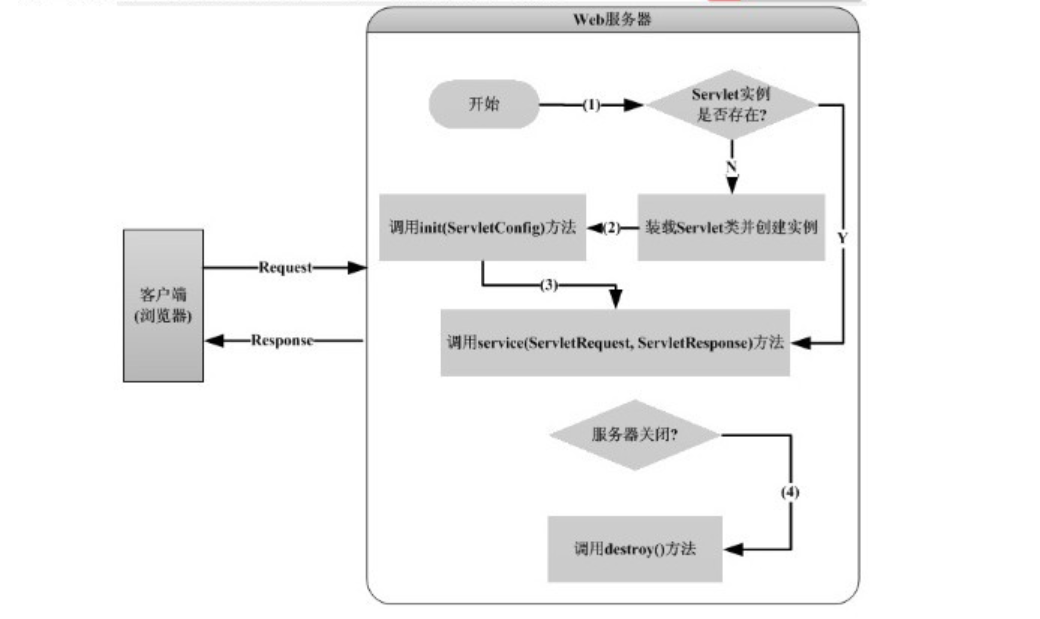 Web服务器
开始
(1)
Servlet实例
是否存在?
N
Y
装载Servlet类并创建实例
(2)
调用init(ServletConfig)方法
(3)
调用service(ServletRequest, ServletResponse)方法
客户端
(浏览器)
Request
Response
服务器关闭?
(4)
调用destroy()方法